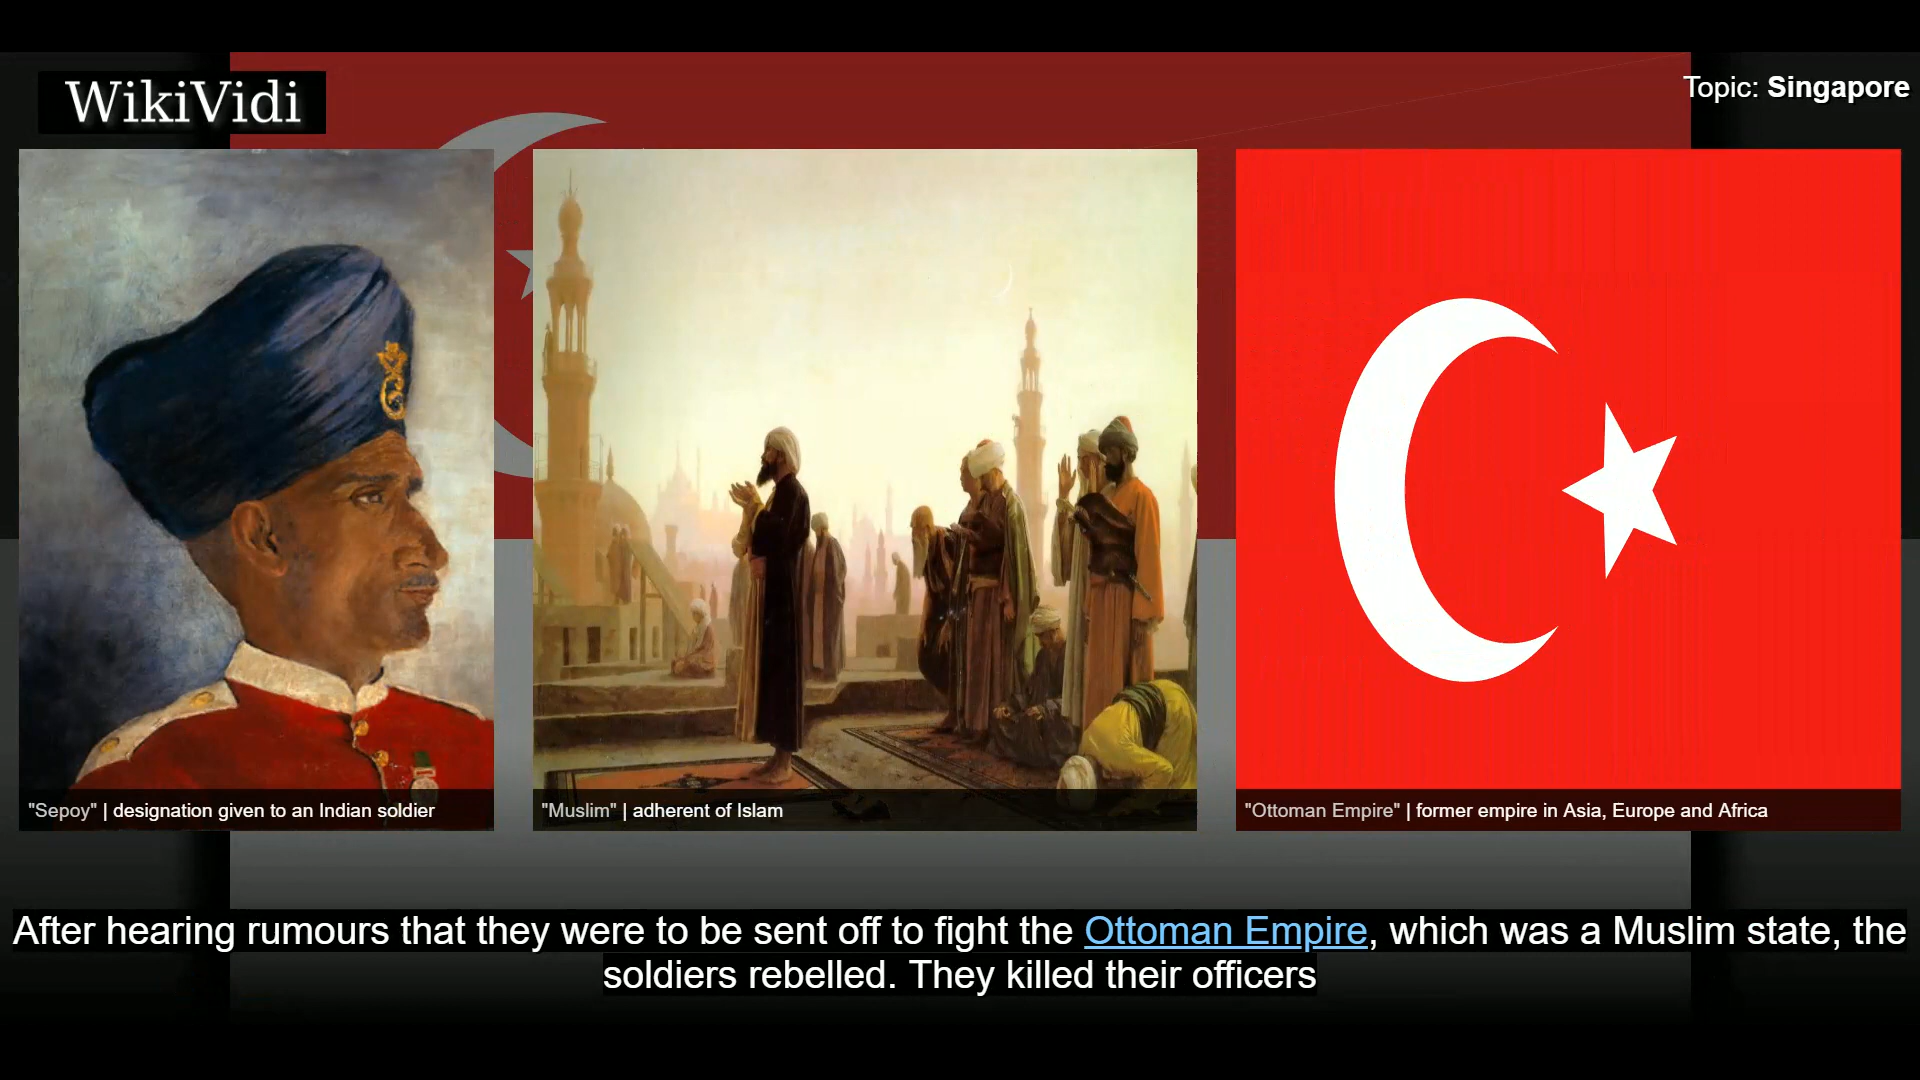 WikiVidi
Topic: Singapore
"Sepoy" | designation given to an Indian soldier
"Muslim" | adherent of Islam
"Ottoman Empire" | former empire in Asia, Europe and Africa
After hearing rumours that they were to be sent off to fight the Ottoman Empire, which was a Muslim state, the
soldiers rebelled. They killed their officers